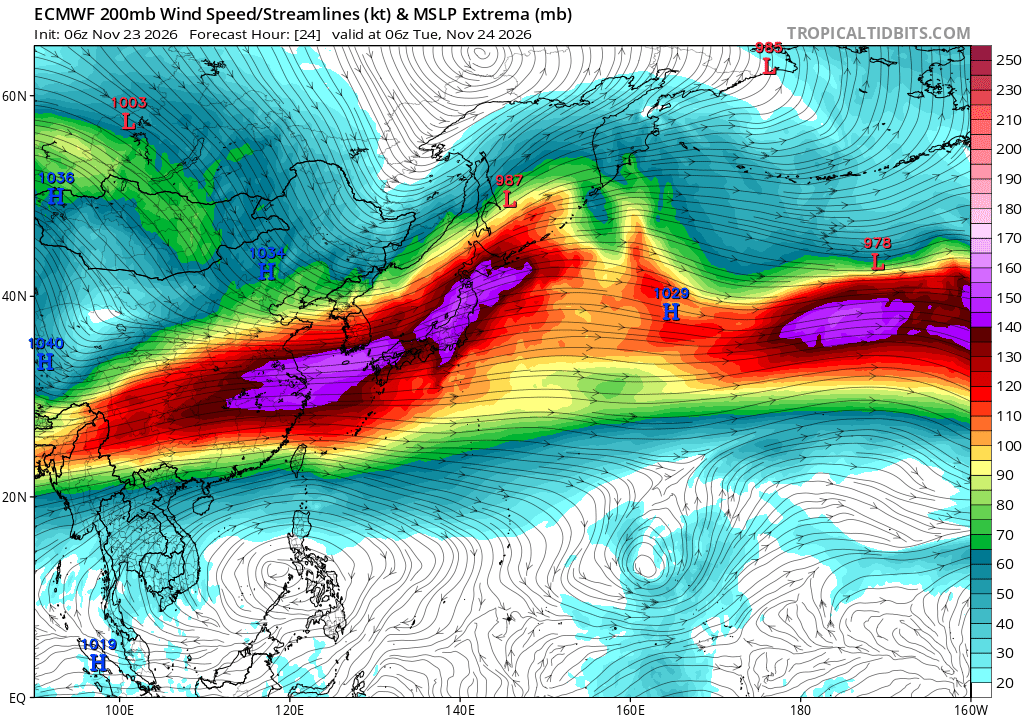 ECMWF 200mb Wind Speed/Streamlines (kt) & MSLP Extrema (mb)
Init: 06z Nov 23 2026 Forecast Hour: [24] valid at 06z Tue, Nov 24 2026
TROPICALTIDBITS.COM
985
L
1003
L
1036
H
987
L
1034
H
978
L
1029
H
1040
H
1019
H
60N
40N
20N
EQ
100E
120E
140E
160E
180
160W
250
230
210
200
190
180
170
160
150
140
130
120
110
100
90
80
70
60
50
40
30
20